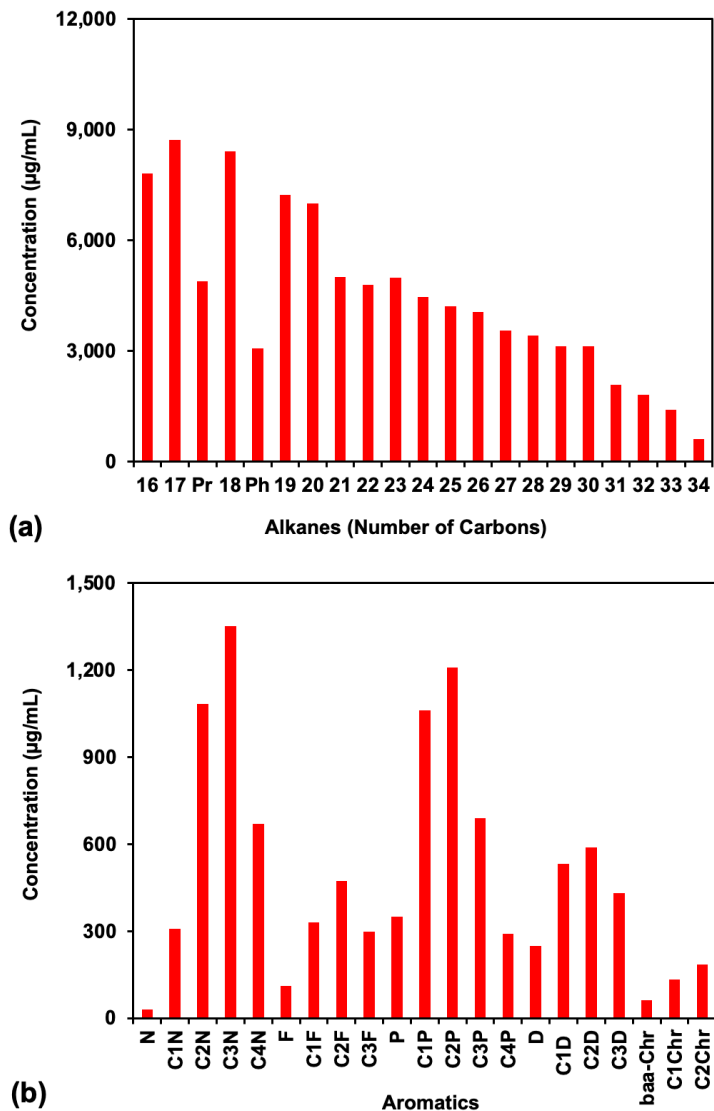 12,000
9,000
6,000
3,000
0
Concentration (µg/mL)
16 17 Pr 18 Ph 19 20 21 22 23 24 25 26 27 28 29 30 31 32 33 34
(a)
Alkanes (Number of Carbons)
1,500
1,200
900
600
300
0
Concentration (µg/mL)
N C1N C2N C3N C4N F C1F C2F C3F P C1P C2P C3P C4P D C1D C2D C3D baa-Chr C1Chr C2Chr
(b)
Aromatics